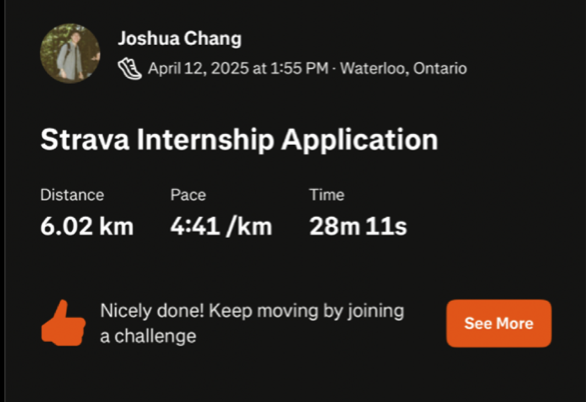 Joshua Chang
April 12, 2025 at 1:55 PM · Waterloo, Ontario
Strava Internship Application
Distance Pace Time
6.02 km 4:41 /km 28m 11s
Nicely done! Keep moving by joining
a challenge
See More